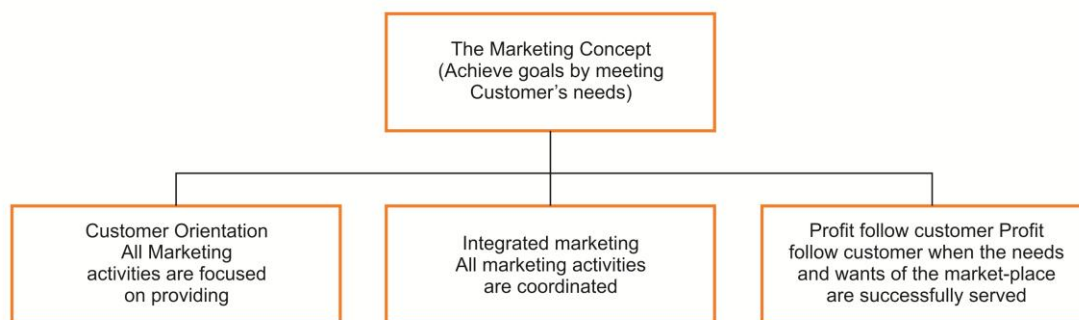 The Marketing Concept
(Achieve goals by meeting
Customer’s needs)
Customer Orientation
All Marketing
activities are focused
on providing
Integrated marketing
All marketing activities
are coordinated
Profit follow customer Profit
follow customer when the needs
and wants of the market-place
are successfully served